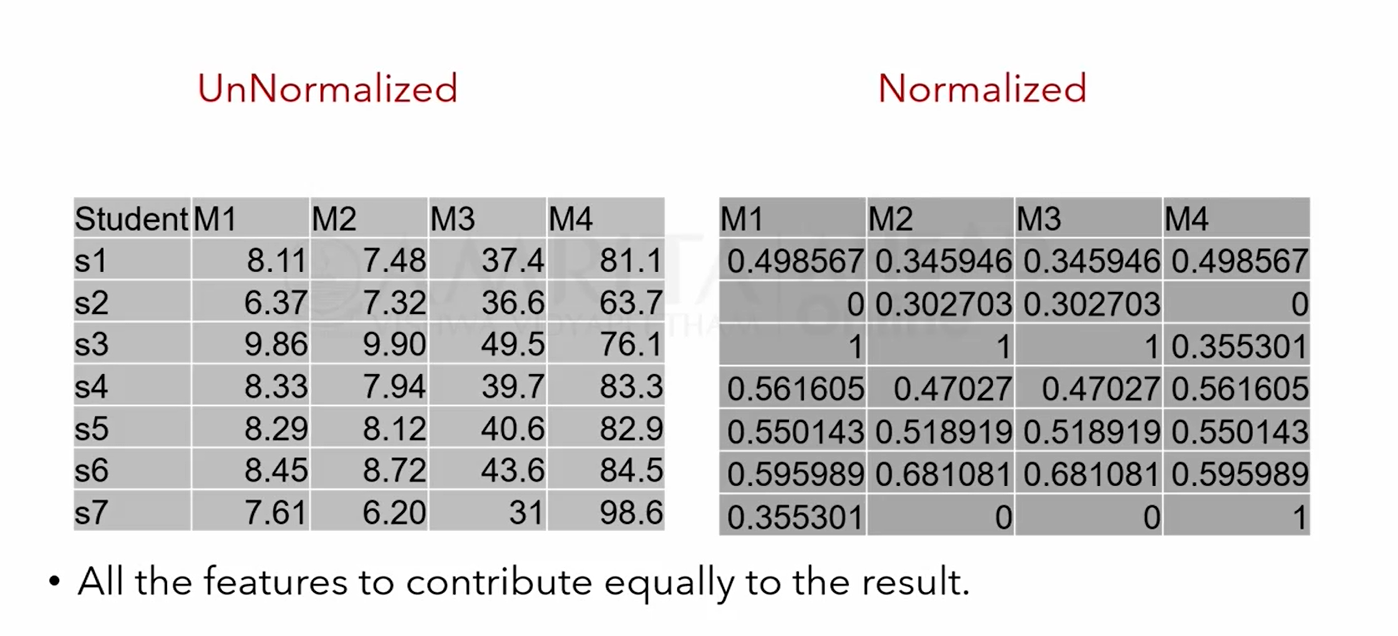 UnNormalized Normalized
Student M1 M2 M3 M4 M1 M2 M3 M4
s1 8.11 7.48 37.4 81.1 0.498567 0.345946 0.345946 0.498567
s2 6.37 7.32 36.6 63.7 0 0.302703 0.302703 0
s3 9.86 9.90 49.5 76.1 1 1 1 0.355301
s4 8.33 7.94 39.7 83.3 0.561605 0.47027 0.47027 0.561605
s5 8.29 8.12 40.6 82.9 0.550143 0.518919 0.518919 0.550143
s6 8.45 8.72 43.6 84.5 0.595989 0.681081 0.681081 0.595989
s7 7.61 6.20 31 98.6 0.355301 0 0 1
• All the features to contribute equally to the result.